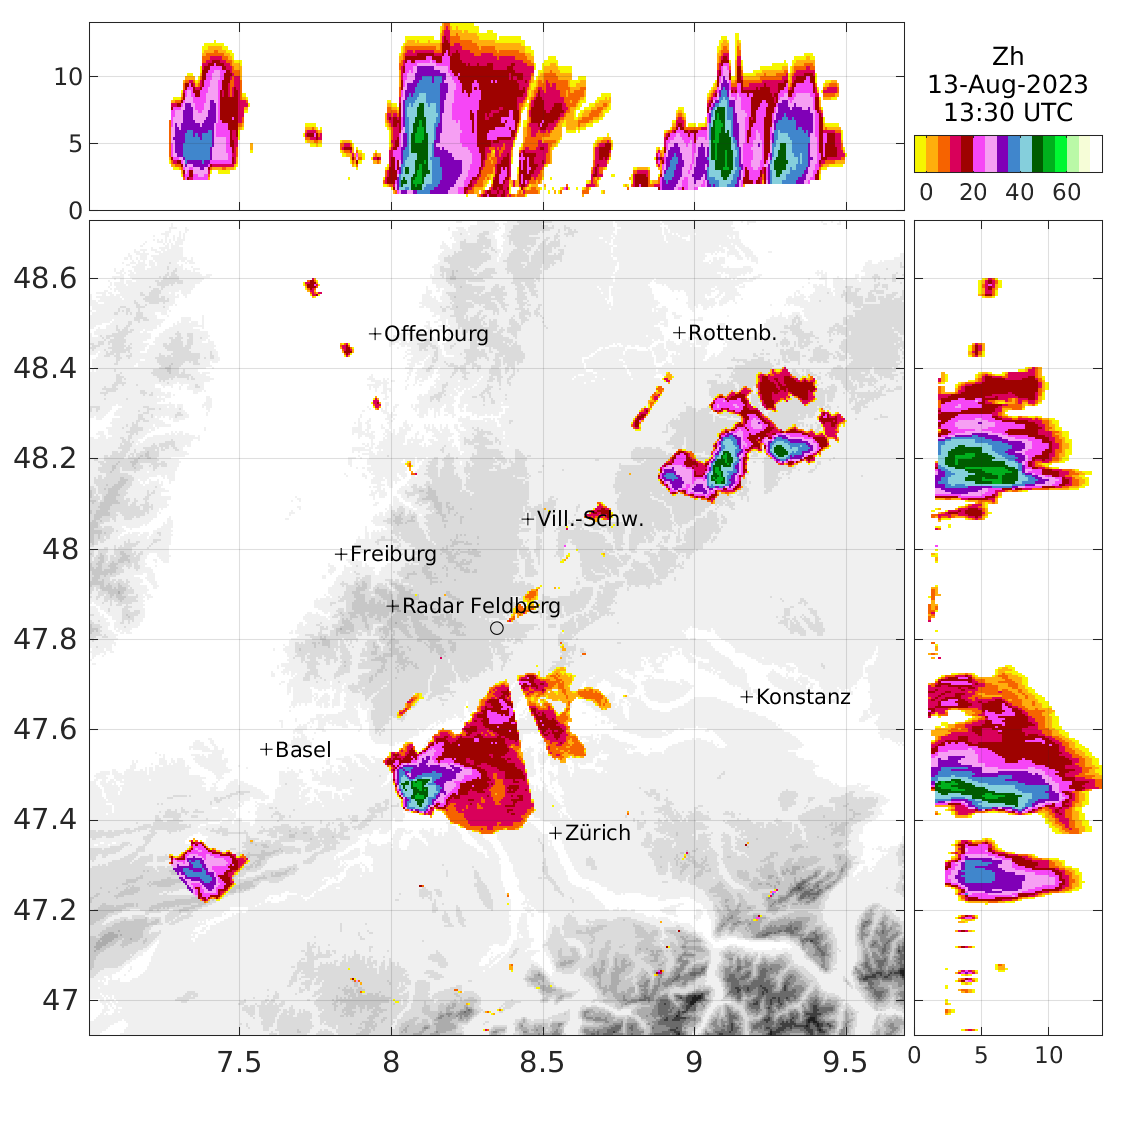 10
5
0
Zh
13-Aug-2023
13:30 UTC
0 20 40 60
48.6
48.4
48.2
48
47.8
47.6
47.4
47.2
47
+Offenburg
+Rottenb.
+Vill.-Schw.
+Freiburg
+Radar Feldberg
+Konstanz
+Basel
+Zürich
7.5 8 8.5 9 9.5
0 5 10